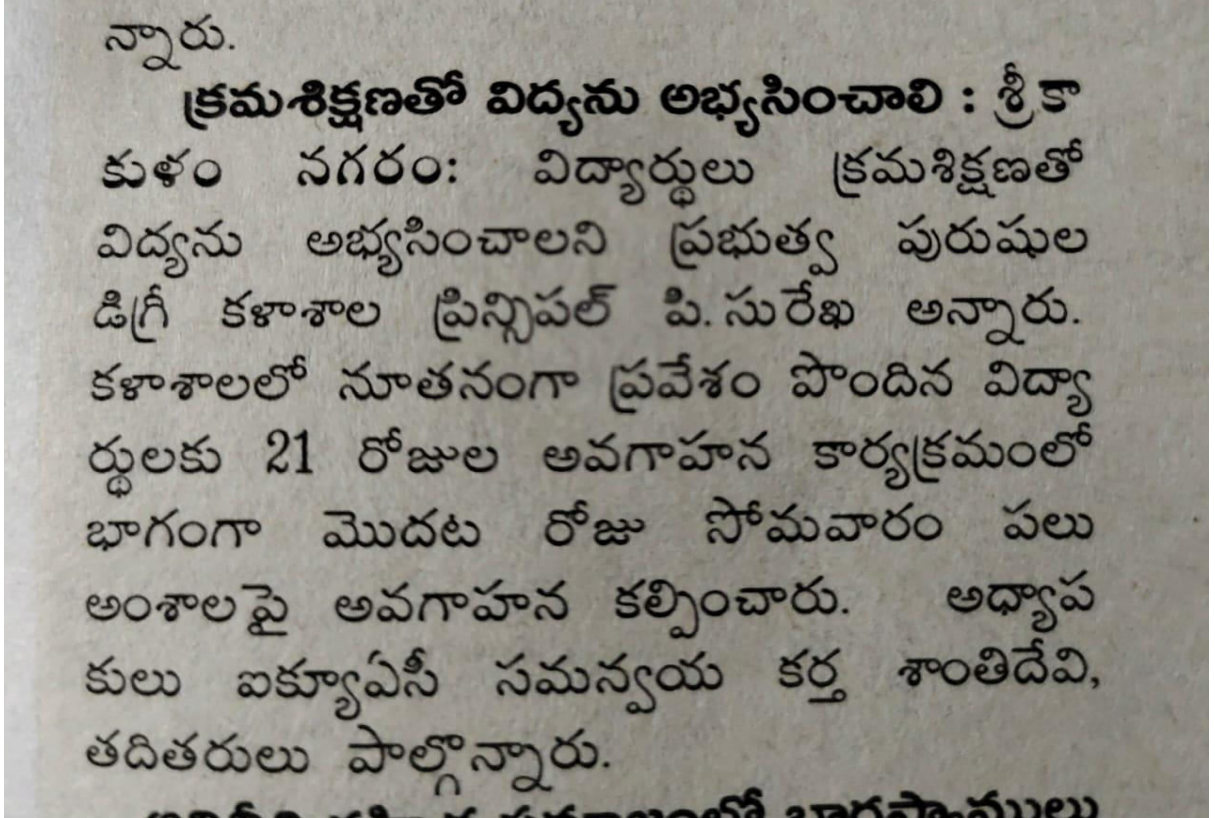 న్నారు.
క్రమశిక్షణతో విద్యను అభ్యసించాలి : శ్రీకా
కుళం నగరం: విద్యార్థులు క్రమశిక్షణతో
విద్యను అభ్యసించాలని ప్రభుత్వ పురుషుల
డిగ్రీ కళాశాల ప్రిన్సిపల్ పి. సురేఖ అన్నారు.
కళాశాలలో నూతనంగా ప్రవేశం పొందిన విద్యా
ర్థులకు 21 రోజుల అవగాహన కార్యక్రమంలో
భాగంగా మొదట రోజు సోమవారం పలు
అంశాలపై అవగాహన కల్పించారు. అధ్యాప
కులు ఐక్యూఏసీ సమన్వయ కర్త శాంతిదేవి,
తదితరులు పాల్గొన్నారు.